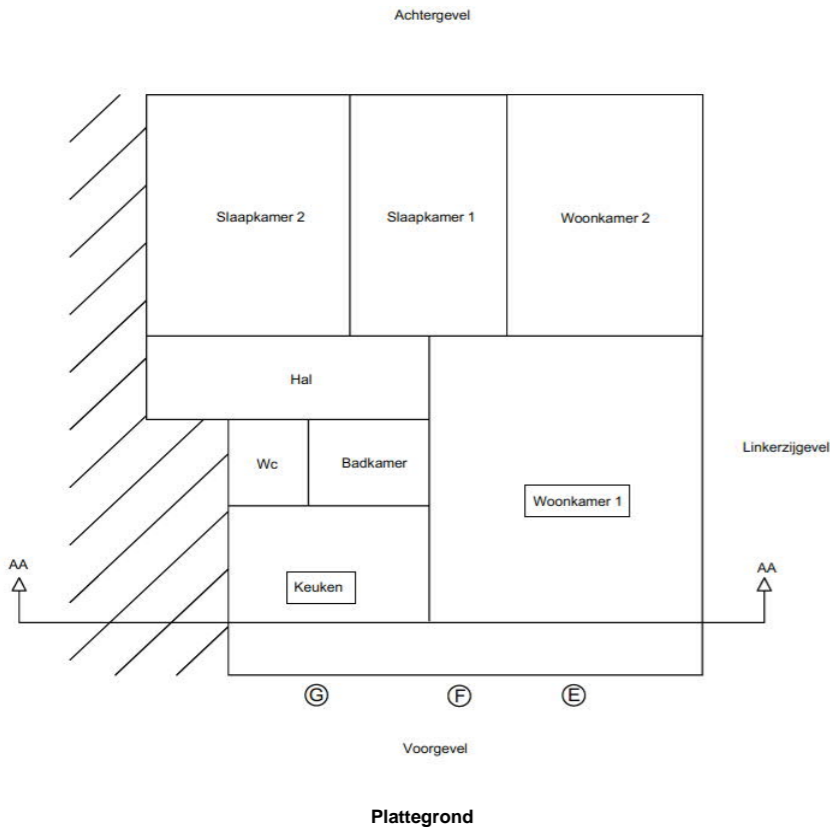 Achtergevel
Slaapkamer 2
Slaapkamer 1
Woonkamer 2
Hal
Linkerzijgevel
Wc
Badkamer
Woonkamer 1
AA
AA
Keuken
G
F
E
Voorgevel
Plattegrond